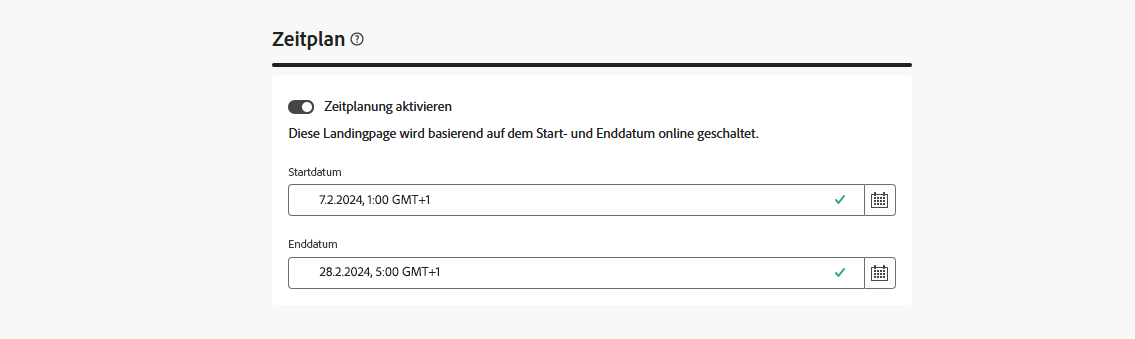 Zeitplan
Zeitplanung aktivieren
Diese Landingpage wird basierend auf dem Start- und Enddatum online geschaltet.
Startdatum
7.2.2024, 1:00 GMT+1
Enddatum
28.2.2024, 5:00 GMT+1